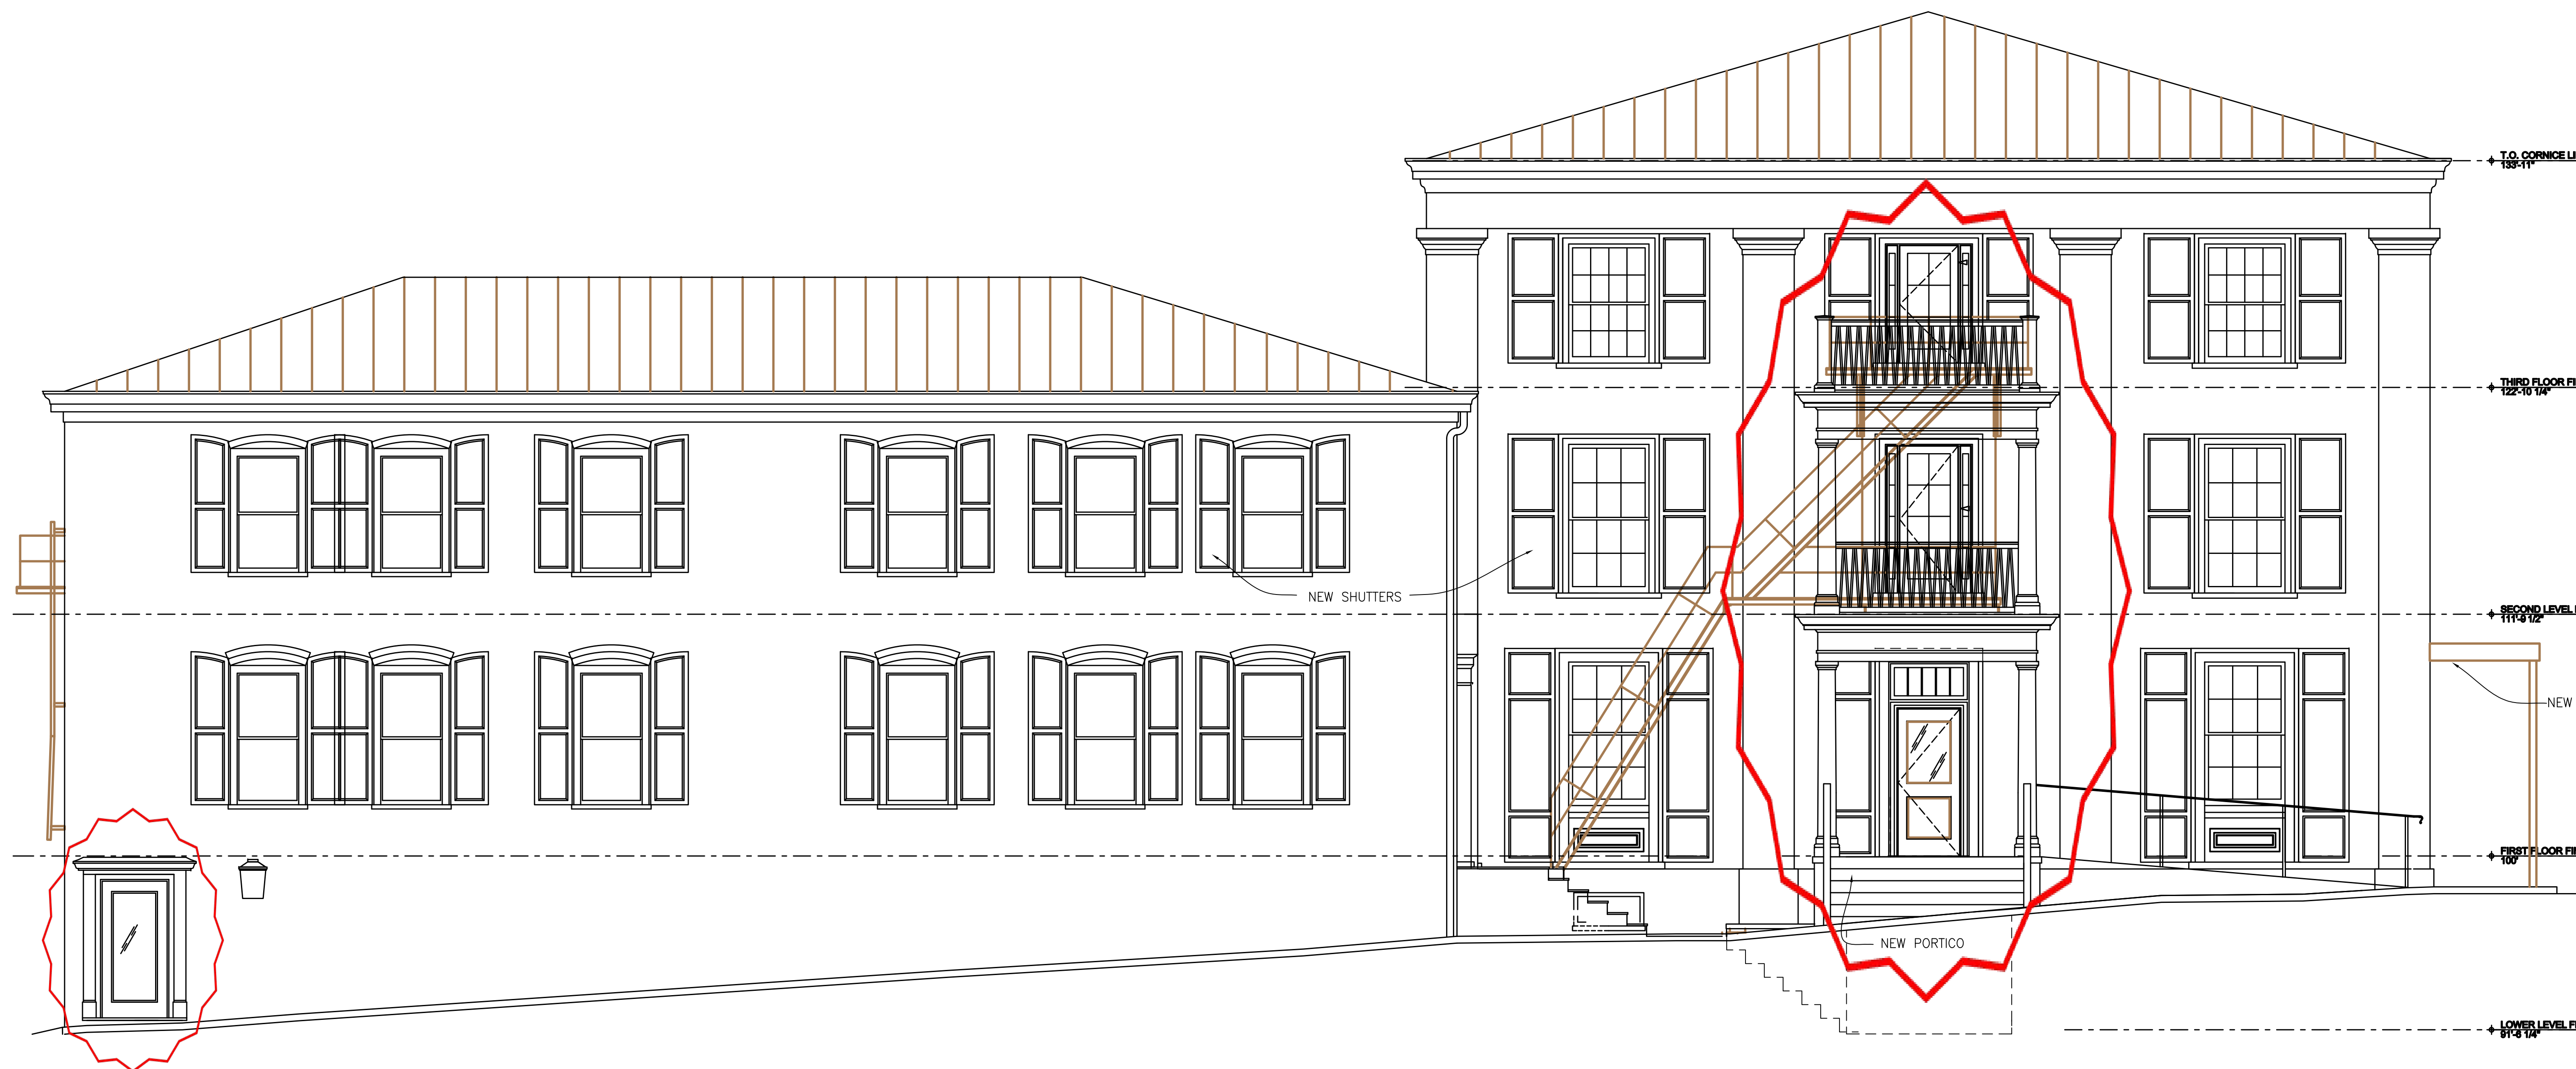 T.O. CORNICE LI
133'-11"
THIRD FLOOR FI
122'-10 1/4"
NEW SHUTTERS
SECOND LEVEL
111'-9 1/2"
NEW
FIRST FLOOR FI
100'
NEW PORTICO
LOWER LEVEL F
91'-6 1/4"